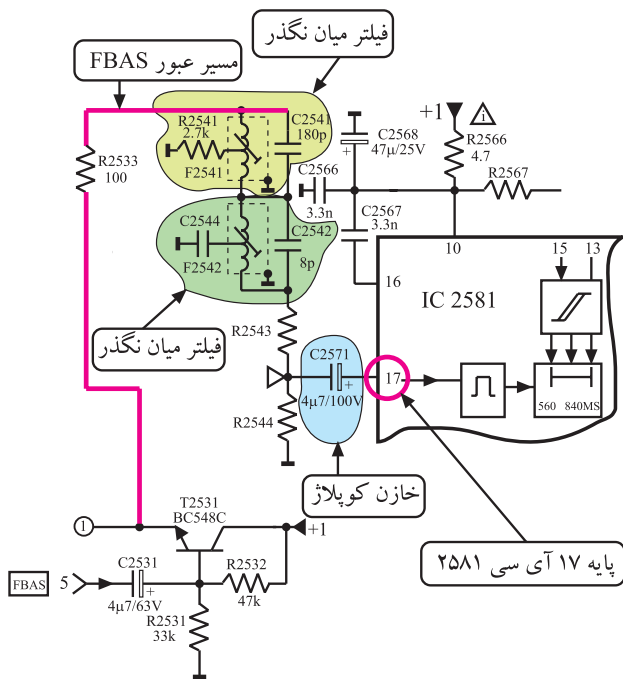 فیلتر میان نگذر
مسیر عبور FBAS
R2541
2.7k
F2541
C2541
180p
R2533
100
C2568
47μ/25V
+
+1
i
R2566
4.7
R2567
C2566
3.3n
C2567
3.3n
C2544
F2542
C2542
8p
10
15
13
16
IC 2581
فیلتر میان نگذر
R2543
C2571
+
4μ7/100V
17
560
840MS
R2544
خازن کوپلاژ
T2531
BC548C
1
+1
پایه ۱۷ آی سی ۲۵۸۱
FBAS
5
C2531
+
4μ7/63V
R2532
47k
R2531
33k